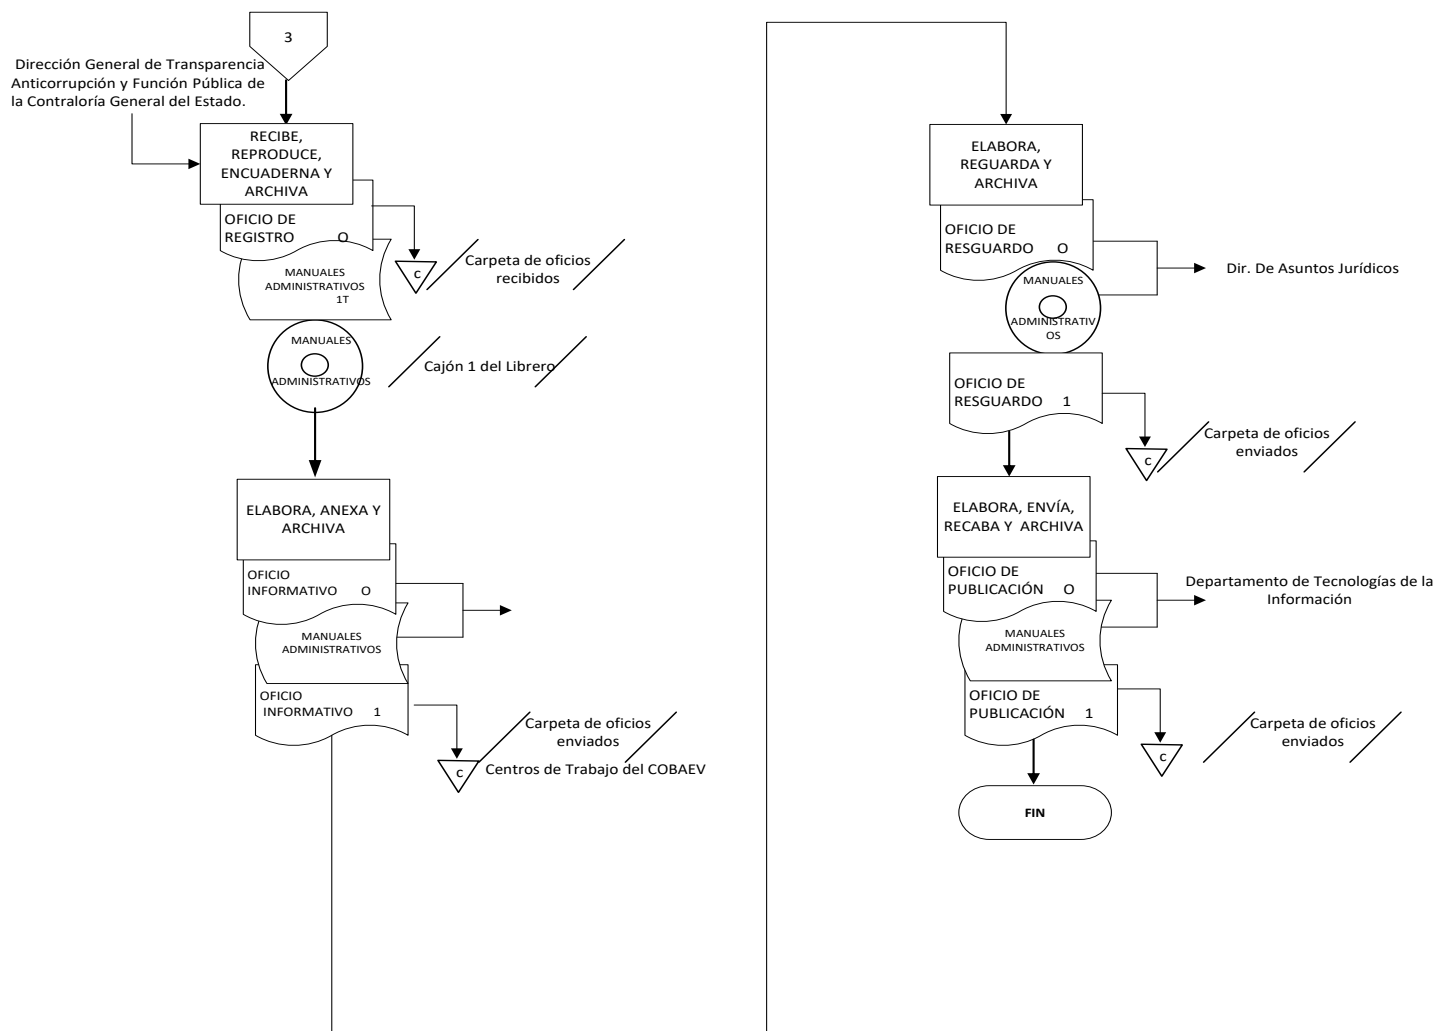 3
Dirección General de Transparencia
Anticorrupción y Función Pública de
la Contraloría General del Estado.
RECIBE,
REPRODUCE,
ENCUADERNA Y
ARCHIVA
OFICIO DE
REGISTRO O
MANUALES
ADMINISTRATIVOS
1T
C
Carpeta de oficios
recibidos
MANUALES
ADMINISTRATIVOS
Cajón 1 del Librero
ELABORA, ANEXA Y
ARCHIVA
OFICIO
INFORMATIVO O
MANUALES
ADMINISTRATIVOS
OFICIO
INFORMATIVO 1
Carpeta de oficios
enviados
C
Centros de Trabajo del COBAEV
ELABORA,
REGUARDA Y
ARCHIVA
OFICIO DE
RESGUARDO O
Dir. De Asuntos Jurídicos
MANUALES
ADMINISTRATIV
OS
OFICIO DE
RESGUARDO 1
Carpeta de oficios
enviados
C
ELABORA, ENVÍA,
RECABA Y ARCHIVA
OFICIO DE
PUBLICACIÓN O
Departamento de Tecnologías de la
Información
MANUALES
ADMINISTRATIVOS
OFICIO DE
PUBLICACIÓN 1
Carpeta de oficios
enviados
C
FIN